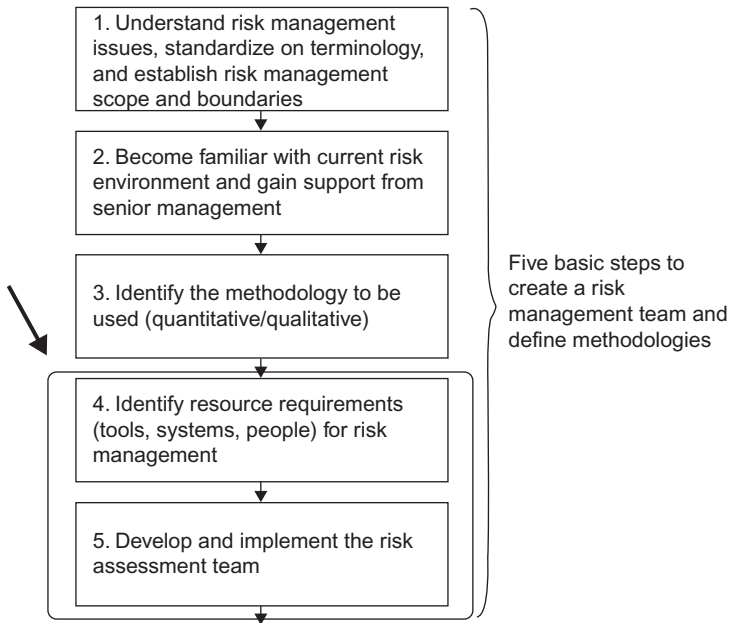 1. Understand risk management
issues, standardize on terminology,
and establish risk management
scope and boundaries
2. Become familiar with current risk
environment and gain support from
senior management
3. Identify the methodology to be
used (quantitative/qualitative)
4. Identify resource requirements
(tools, systems, people) for risk
management
5. Develop and implement the risk
assessment team
Five basic steps to
create a risk
management team and
define methodologies